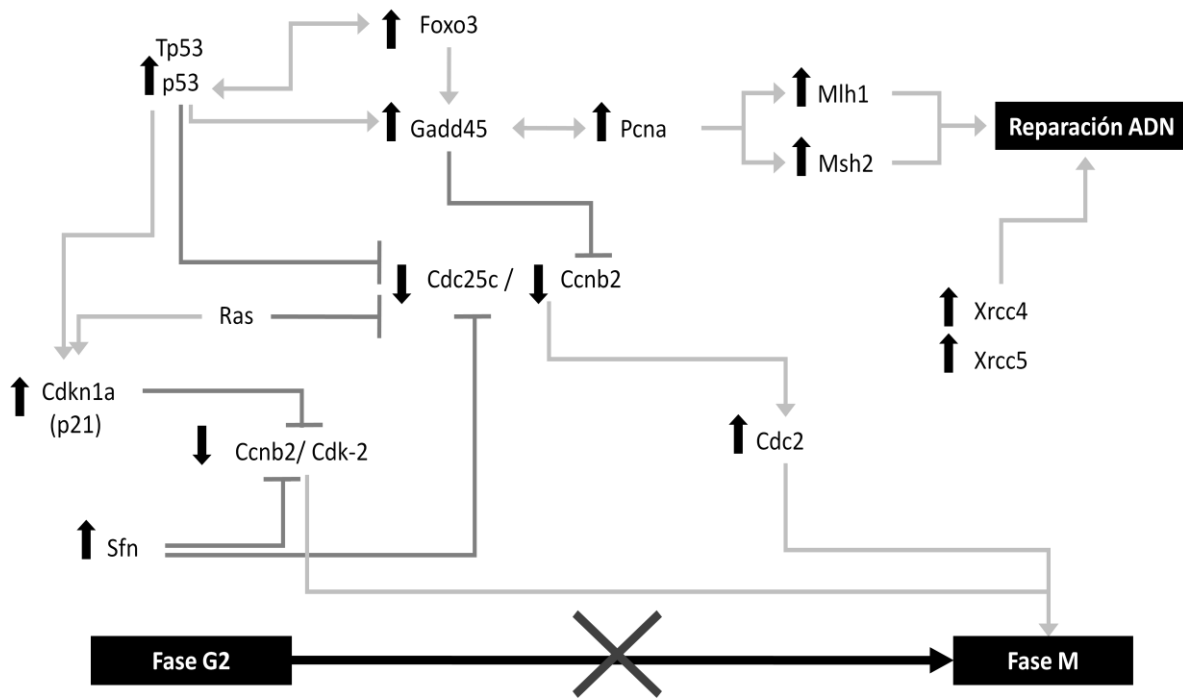 Foxo3
Tp53
p53
Gadd45
Pcna
Mlh1
Msh2
Reparación ADN
Cdc25c /
Ccnb2
Xrcc4
Xrcc5
Ras
Cdkn1a
(p21)
Ccnb2/ Cdk-2
Cdc2
Sfn
Fase G2
Fase M